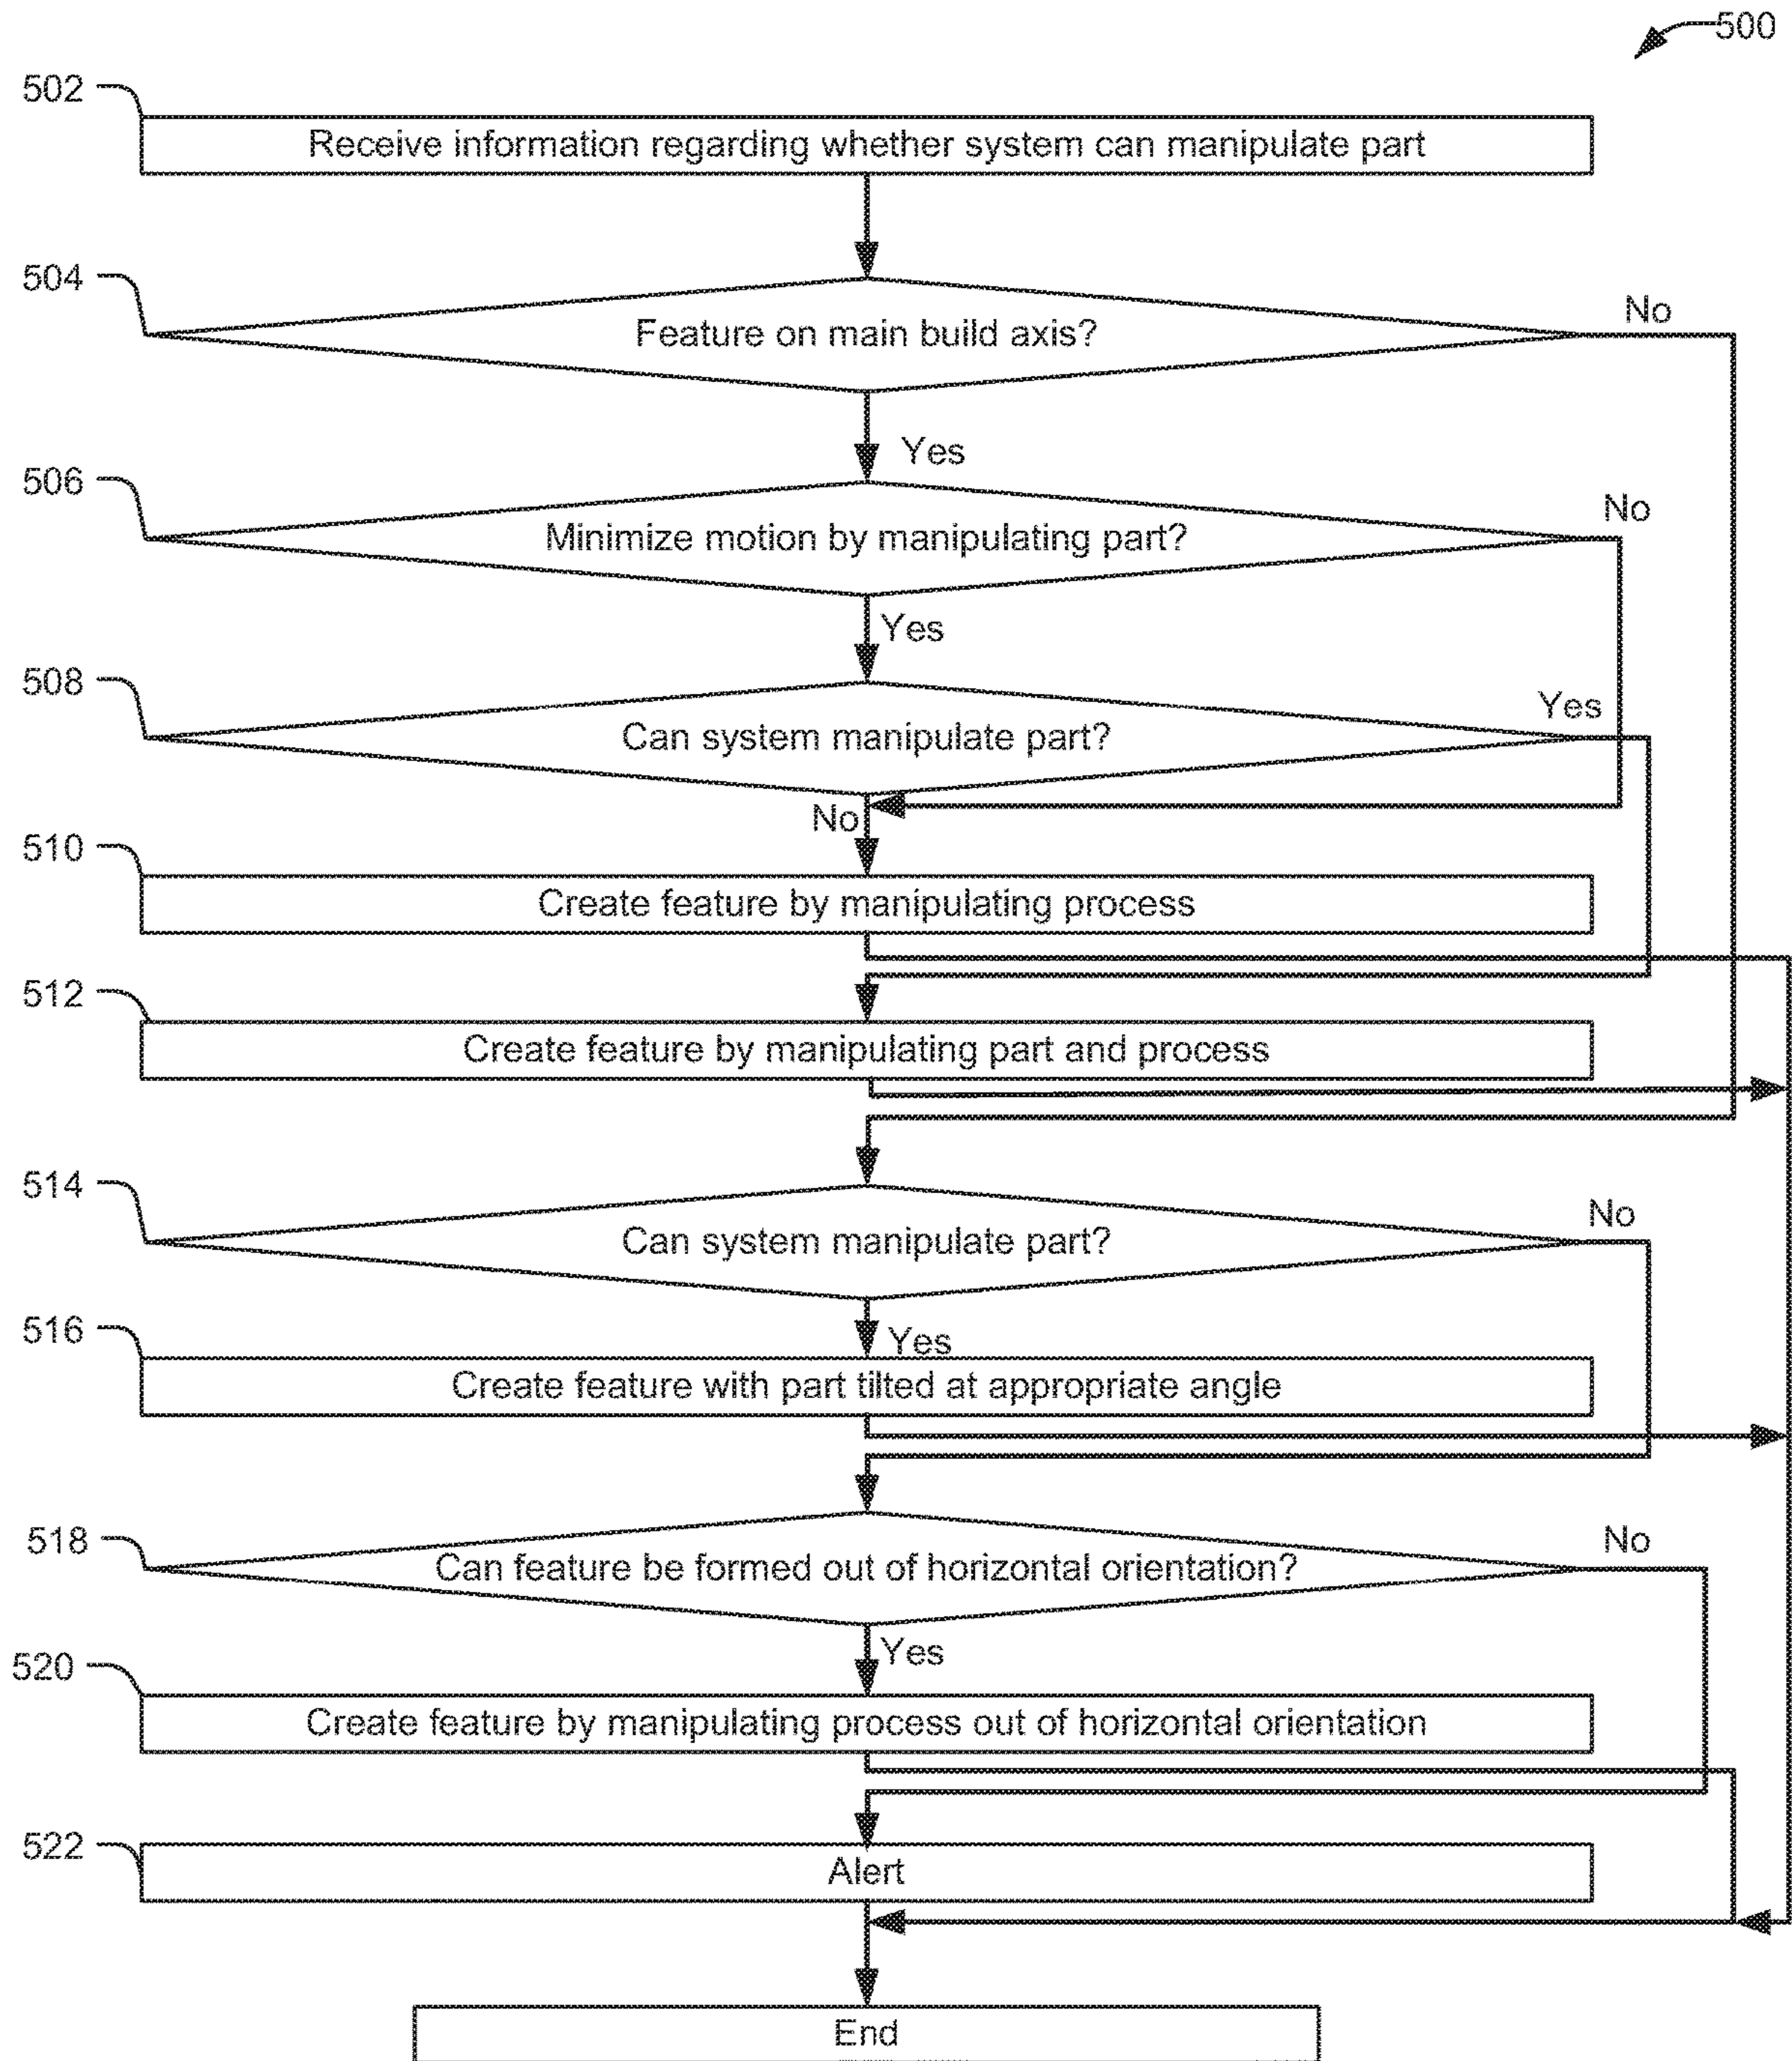 500
502
Receive information regarding whether system can manipulate part
504
Feature on main build axis?
No
Yes
506
Minimize motion by manipulating part?
No
Yes
508
Can system manipulate part?
Yes
No
510
Create feature by manipulating process
512
Create feature by manipulating part and process
514
Can system manipulate part?
No
516
Yes
Create feature with part tilted at appropriate angle
518
Can feature be formed out of horizontal orientation?
No
Yes
520
Create feature by manipulating process out of horizontal orientation
522
Alert
End